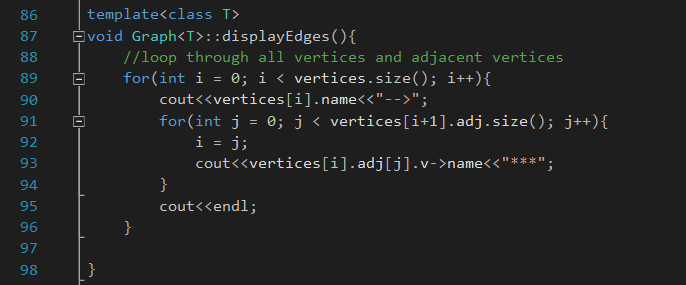 86 template<class T>
87 void Graph<T>::displayEdges(){
88 //loop through all vertices and adjacent vertices
89 for(int i = 0; i < vertices.size(); i++){
90 cout<<vertices[i].name<<"-->";
91 for(int j = 0; j < vertices[i+1].adj.size(); j++){
92 i = j;
93 cout<<vertices[i].adj[j].v->name<<"***";
94 }
95 cout<<endl;
96 }
97
98 }